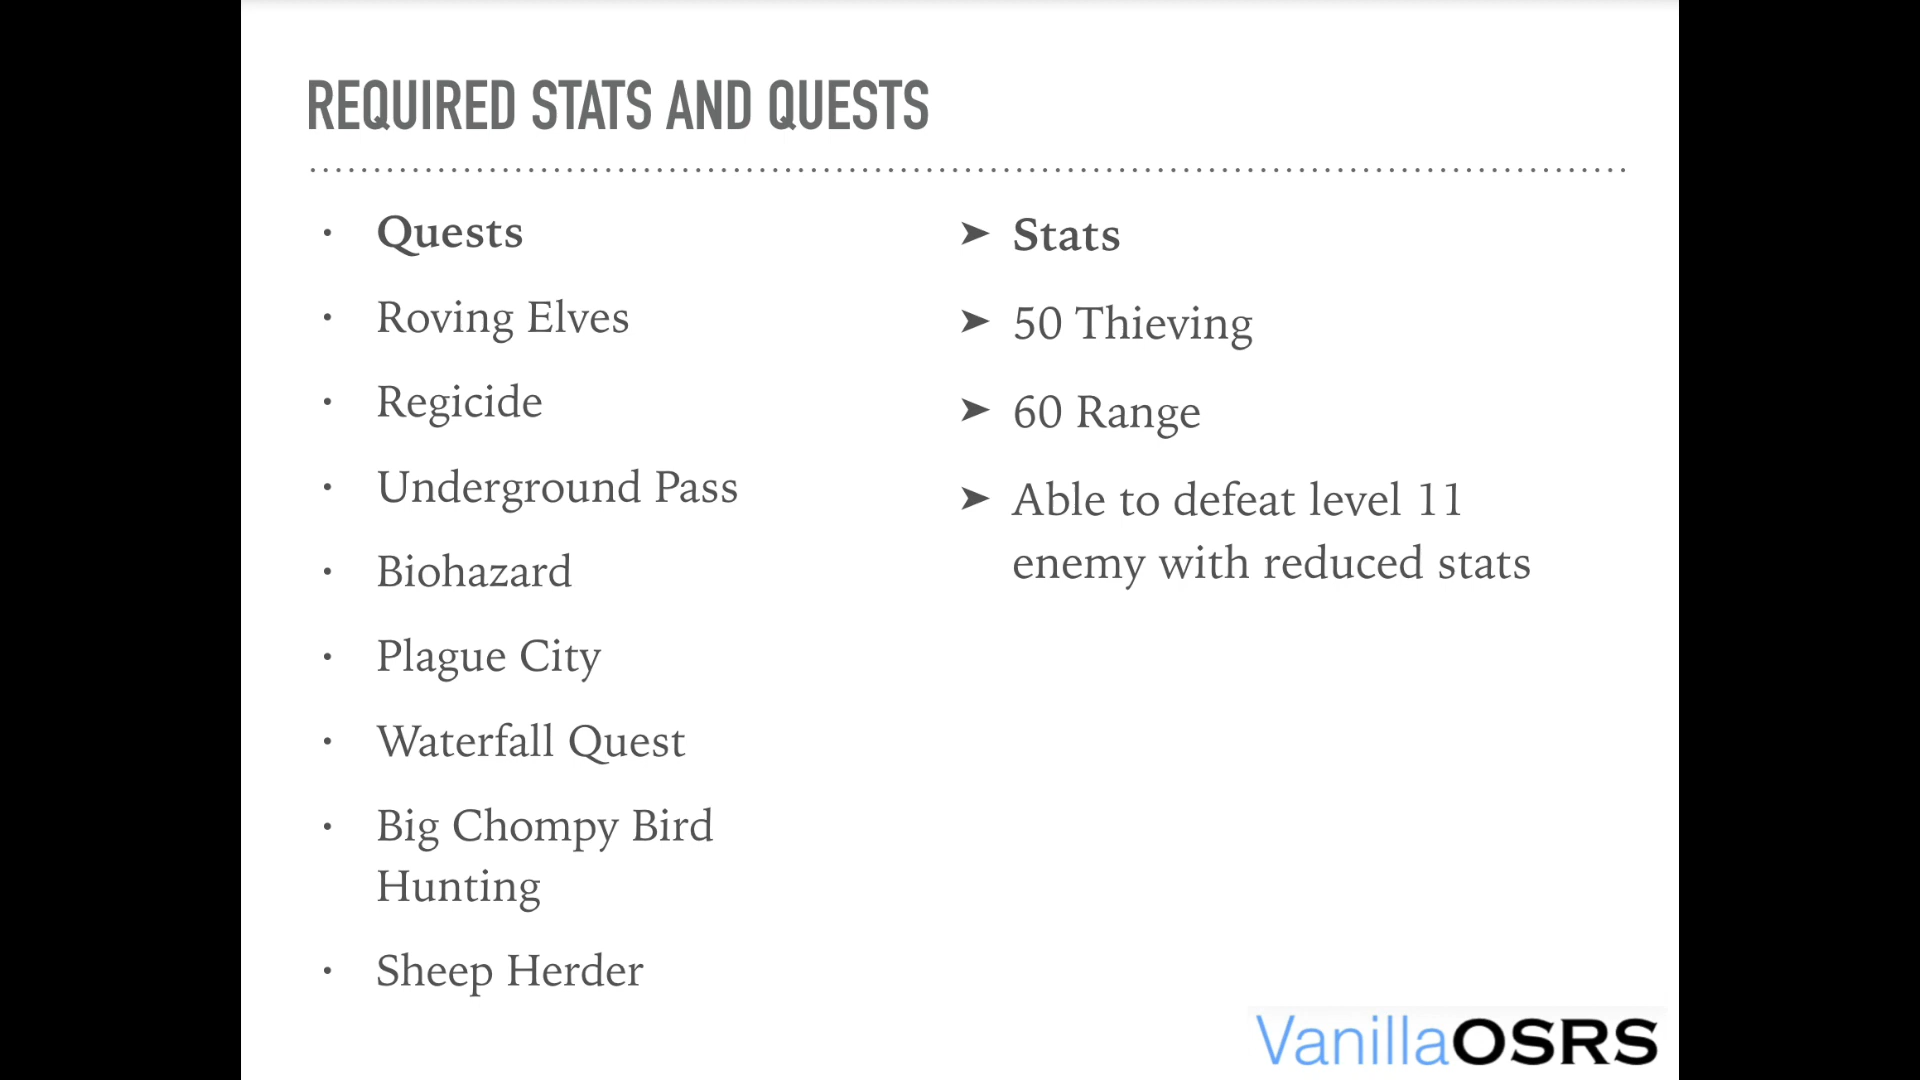 REQUIRED STATS AND QUESTS
Quests
Roving Elves
Regicide
Underground Pass
Biohazard
Plague City
Waterfall Quest
Big Chompy Bird
Hunting
Sheep Herder
Stats
50 Thieving
60 Range
Able to defeat level 11
enemy with reduced stats
VanillaOSRS